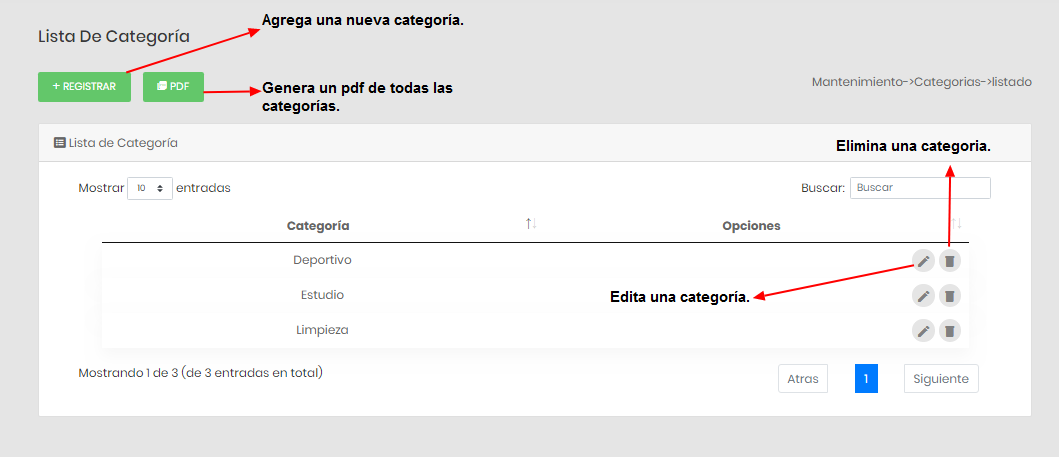 Agrega una nueva categoría.
Lista De Categoría
+ REGISTRAR
PDF
Genera un pdf de todas las
categorías.
Mantenimiento->Categorias->listado
Lista de Categoría
Elimina una categoria.
Mostrar 10 entradas
Buscar: Buscar
Categoría ↑↓ Opciones ↑↓
Deportivo
Estudio
Edita una categoría.
Limpieza
Mostrando 1 de 3 (de 3 entradas en total)
Atras 1 Siguiente